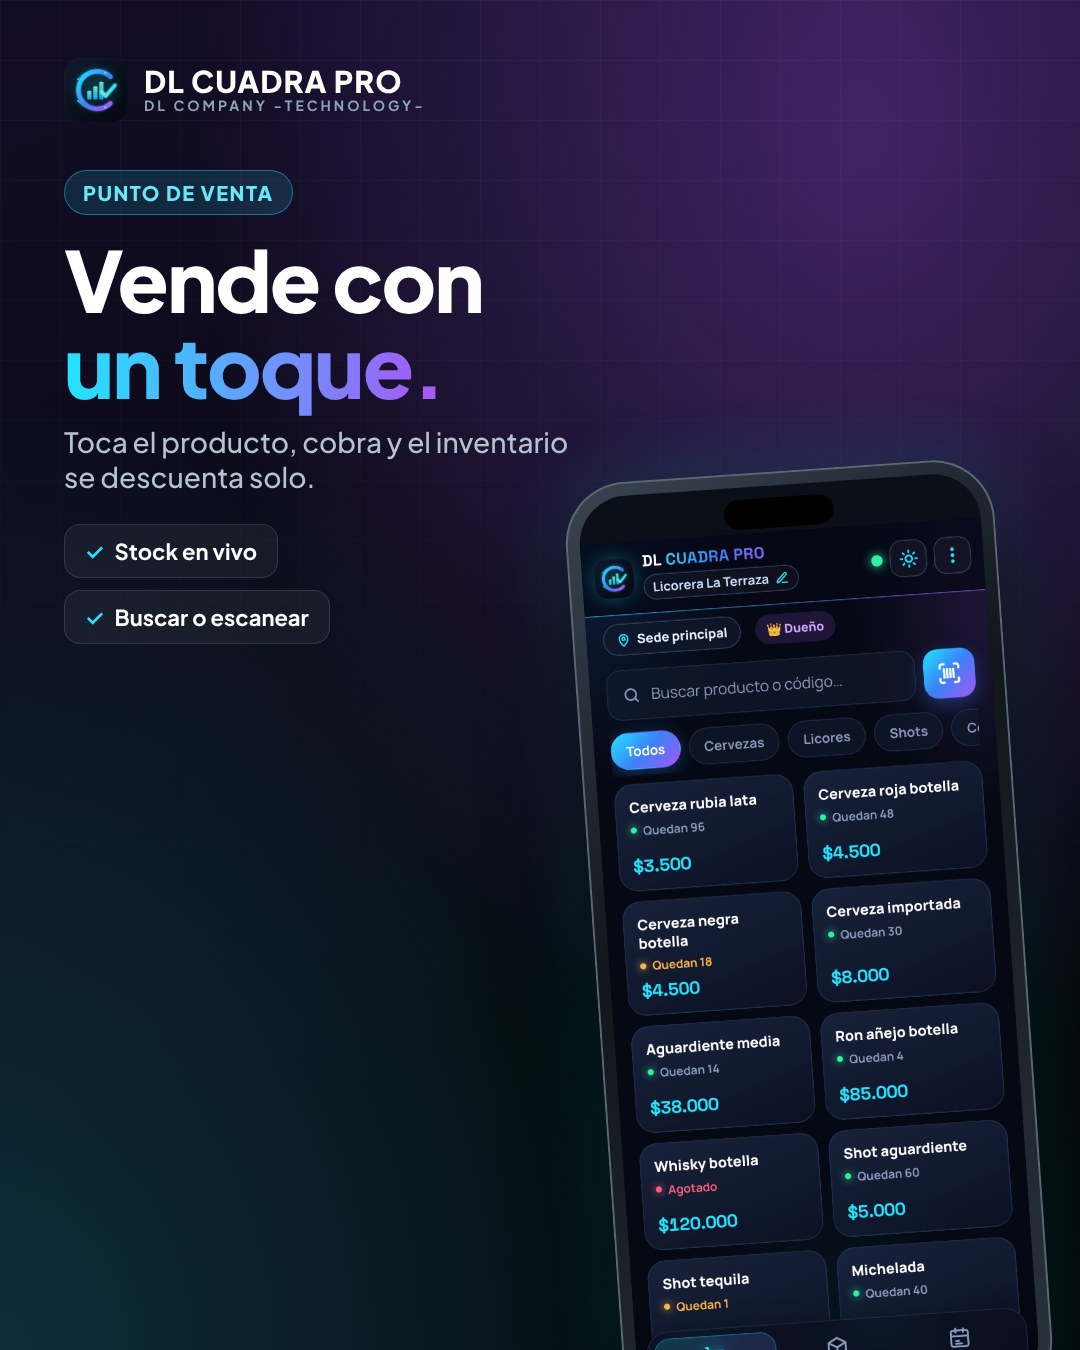 DL CUADRA PRO
DL COMPANY -TECHNOLOGY-
PUNTO DE VENTA
Vende con
un toque.
Toca el producto, cobra y el inventario
se descuenta solo.
Stock en vivo
Buscar o escanear
DL CUADRA PRO
Licorera La Terraza
Sede principal
Dueño
Buscar producto o código...
Todos
Cervezas
Licores
Shots
Cerveza rubia lata
Quedan 96
$3.500
Cerveza roja botella
Quedan 48
$4.500
Cerveza negra
botella
Quedan 18
$4.500
Cerveza importada
Quedan 30
$8.000
Aguardiente media
Quedan 14
$38.000
Ron añejo botella
Quedan 4
$85.000
Whisky botella
Agotado
$120.000
Shot aguardiente
Quedan 60
$5.000
Shot tequila
Quedan 1
Michelada
Quedan 40